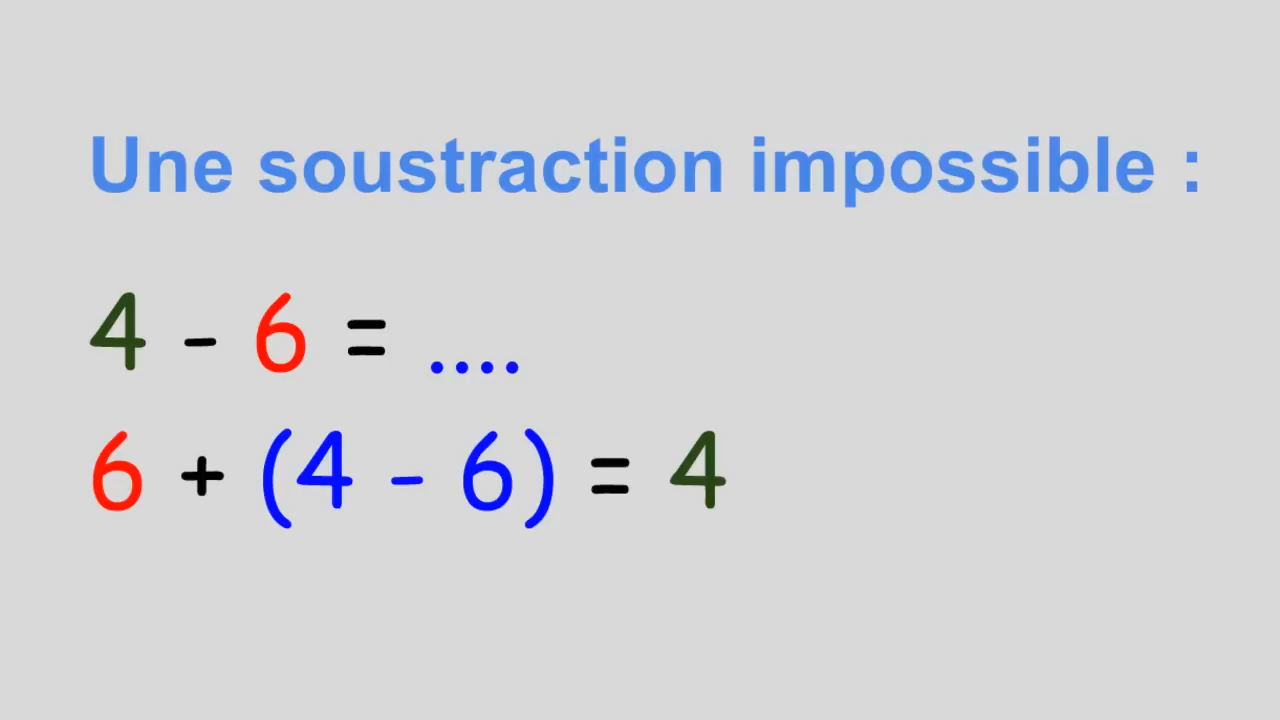 Une soustraction impossible :
4 - 6 = ....
6 + (4 - 6) = 4